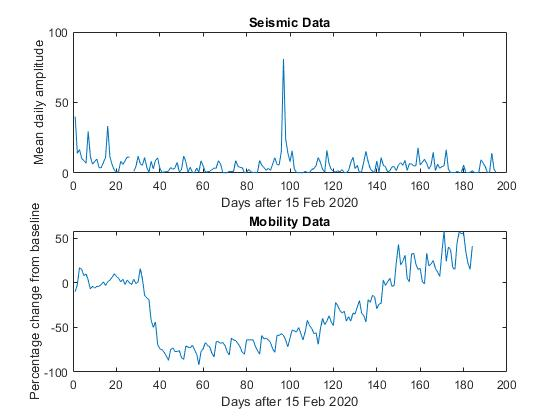 Seismic Data
100
50
0
Mean daily amplitude
0 20 40 60 80 100 120 140 160 180 200
Days after 15 Feb 2020
Mobility Data
50
0
-50
-100
Percentage change from baseline
0 20 40 60 80 100 120 140 160 180 200
Days after 15 Feb 2020